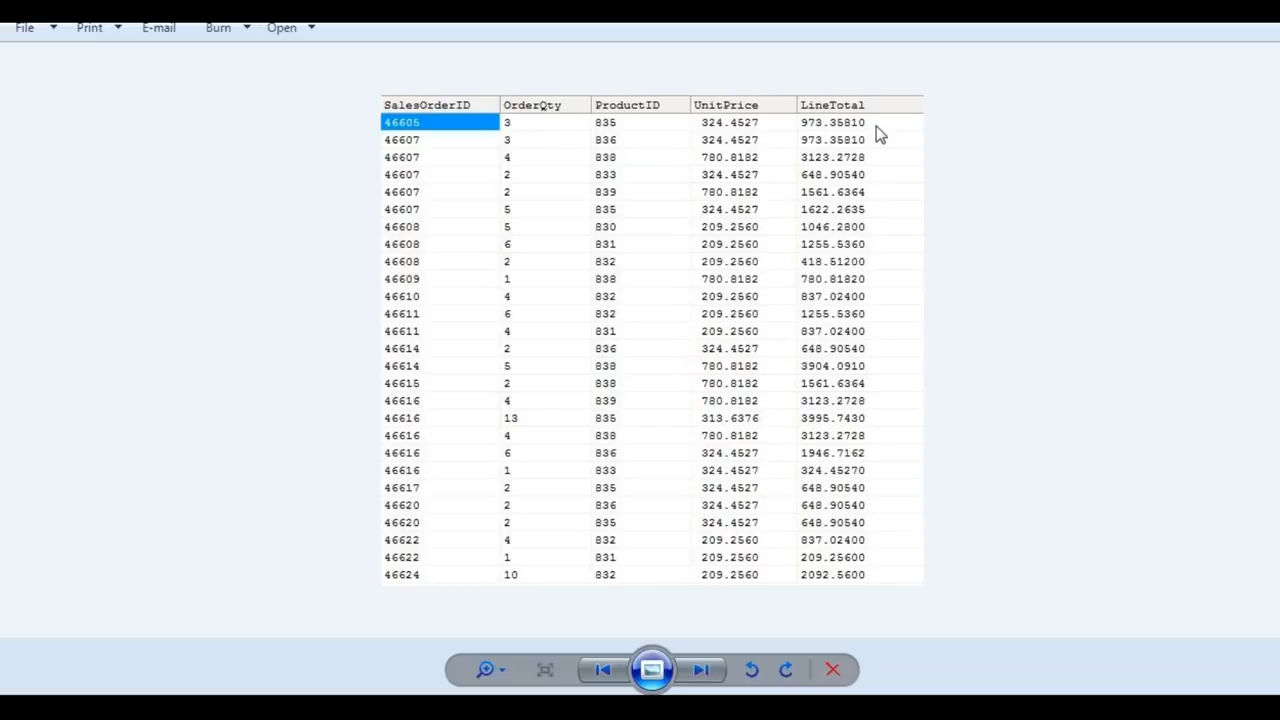 File Print E-mail Burn Open
SalesOrderID OrderQty ProductID UnitPrice LineTotal
46605 3 835 324.4527 973.35810
46607 3 836 324.4527 973.35810
46607 4 838 780.8182 3123.2728
46607 2 833 324.4527 648.90540
46607 2 839 780.8182 1561.6364
46607 5 835 324.4527 1622.2635
46608 5 830 209.2560 1046.2800
46608 6 831 209.2560 1255.5360
46608 2 832 209.2560 418.51200
46609 1 838 780.8182 780.81820
46610 4 832 209.2560 837.02400
46611 6 832 209.2560 1255.5360
46611 4 831 209.2560 837.02400
46614 2 836 324.4527 648.90540
46614 5 838 780.8182 3904.0910
46615 2 838 780.8182 1561.6364
46616 4 839 780.8182 3123.2728
46616 13 835 313.6376 3995.7430
46616 4 838 780.8182 3123.2728
46616 6 836 324.4527 1946.7162
46616 1 833 324.4527 324.45270
46617 2 835 324.4527 648.90540
46620 2 836 324.4527 648.90540
46620 2 835 324.4527 648.90540
46622 4 832 209.2560 837.02400
46622 1 831 209.2560 209.25600
46624 10 832 209.2560 2092.5600